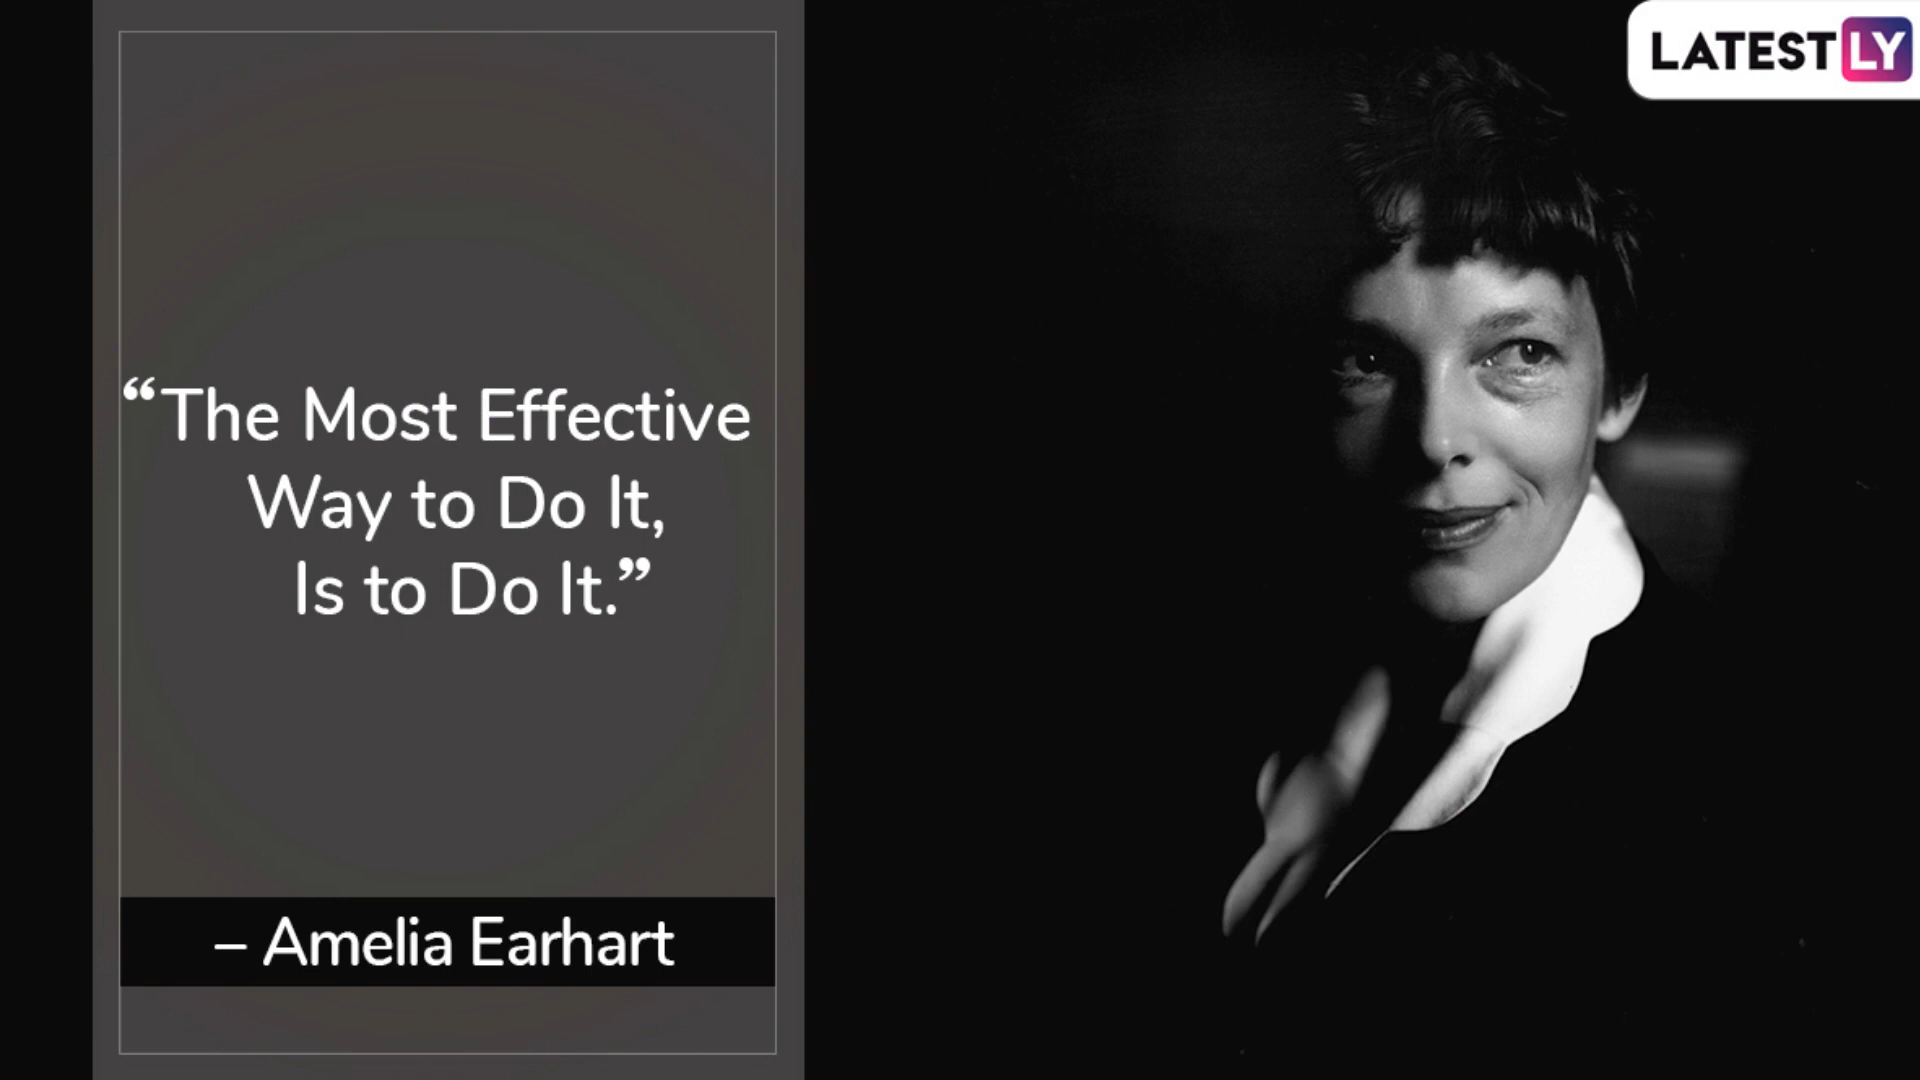 “The Most Effective
Way to Do It,
Is to Do It.”
– Amelia Earhart
LATESTLY